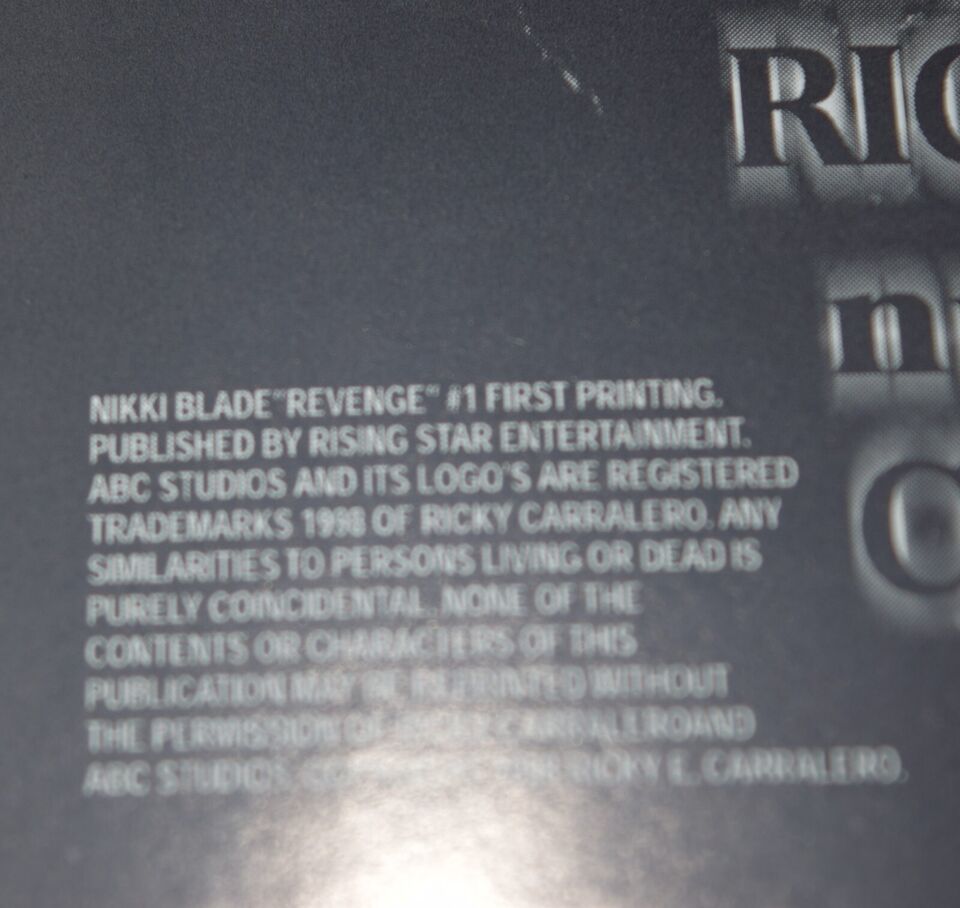 RIC
n
NIKKI BLADE "REVENGE" #1 FIRST PRINTING.
PUBLISHED BY RISING STAR ENTERTAINMENT.
ABC STUDIOS AND ITS LOGO'S ARE REGISTERED
TRADEMARKS 1998 OF RICKY CARRALERO. ANY
SIMILARITIES TO PERSONS LIVING OR DEAD IS
PURELY COINCIDENTAL. NONE OF THE
CONTENTS OR CHARACTERS OF THIS
PUBLICATION MAY BE REPRINTED WITHOUT
THE PERMISSION OF CARRALEROAND
ABC STUDIOS RICKY E. CARRALERO.